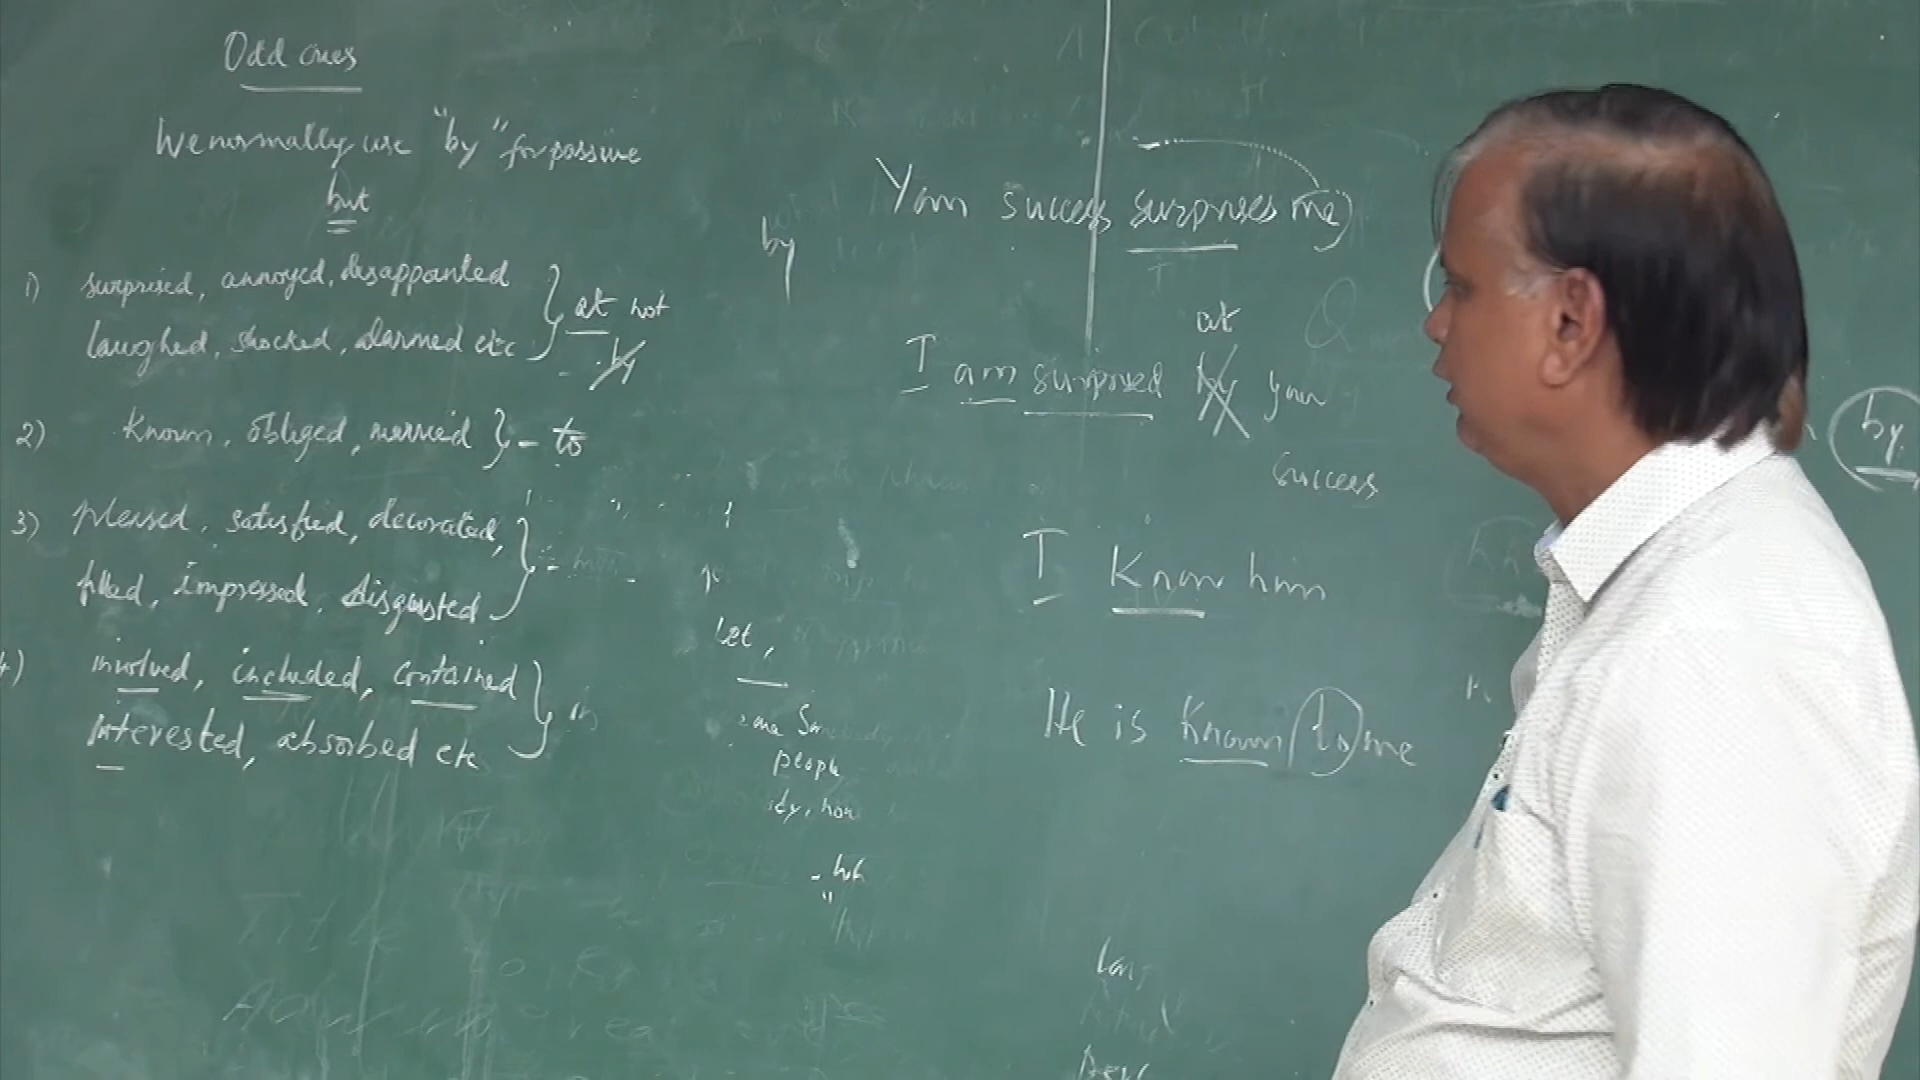 Odd ones
We normally use "by" for passive
but
1) surprised, annoyed, disappointed
laughed, shocked, alarmed etc } at not
by
2) Known, obliged, married } - to
3) pleased, satisfied, decorated,
filled, impressed, disgusted } -
4) involved, included, contained
interested, absorbed etc } in
by
Your success surprises me
at
I am surprised by your
success
I Know him
He is Known to me
let,
people
by